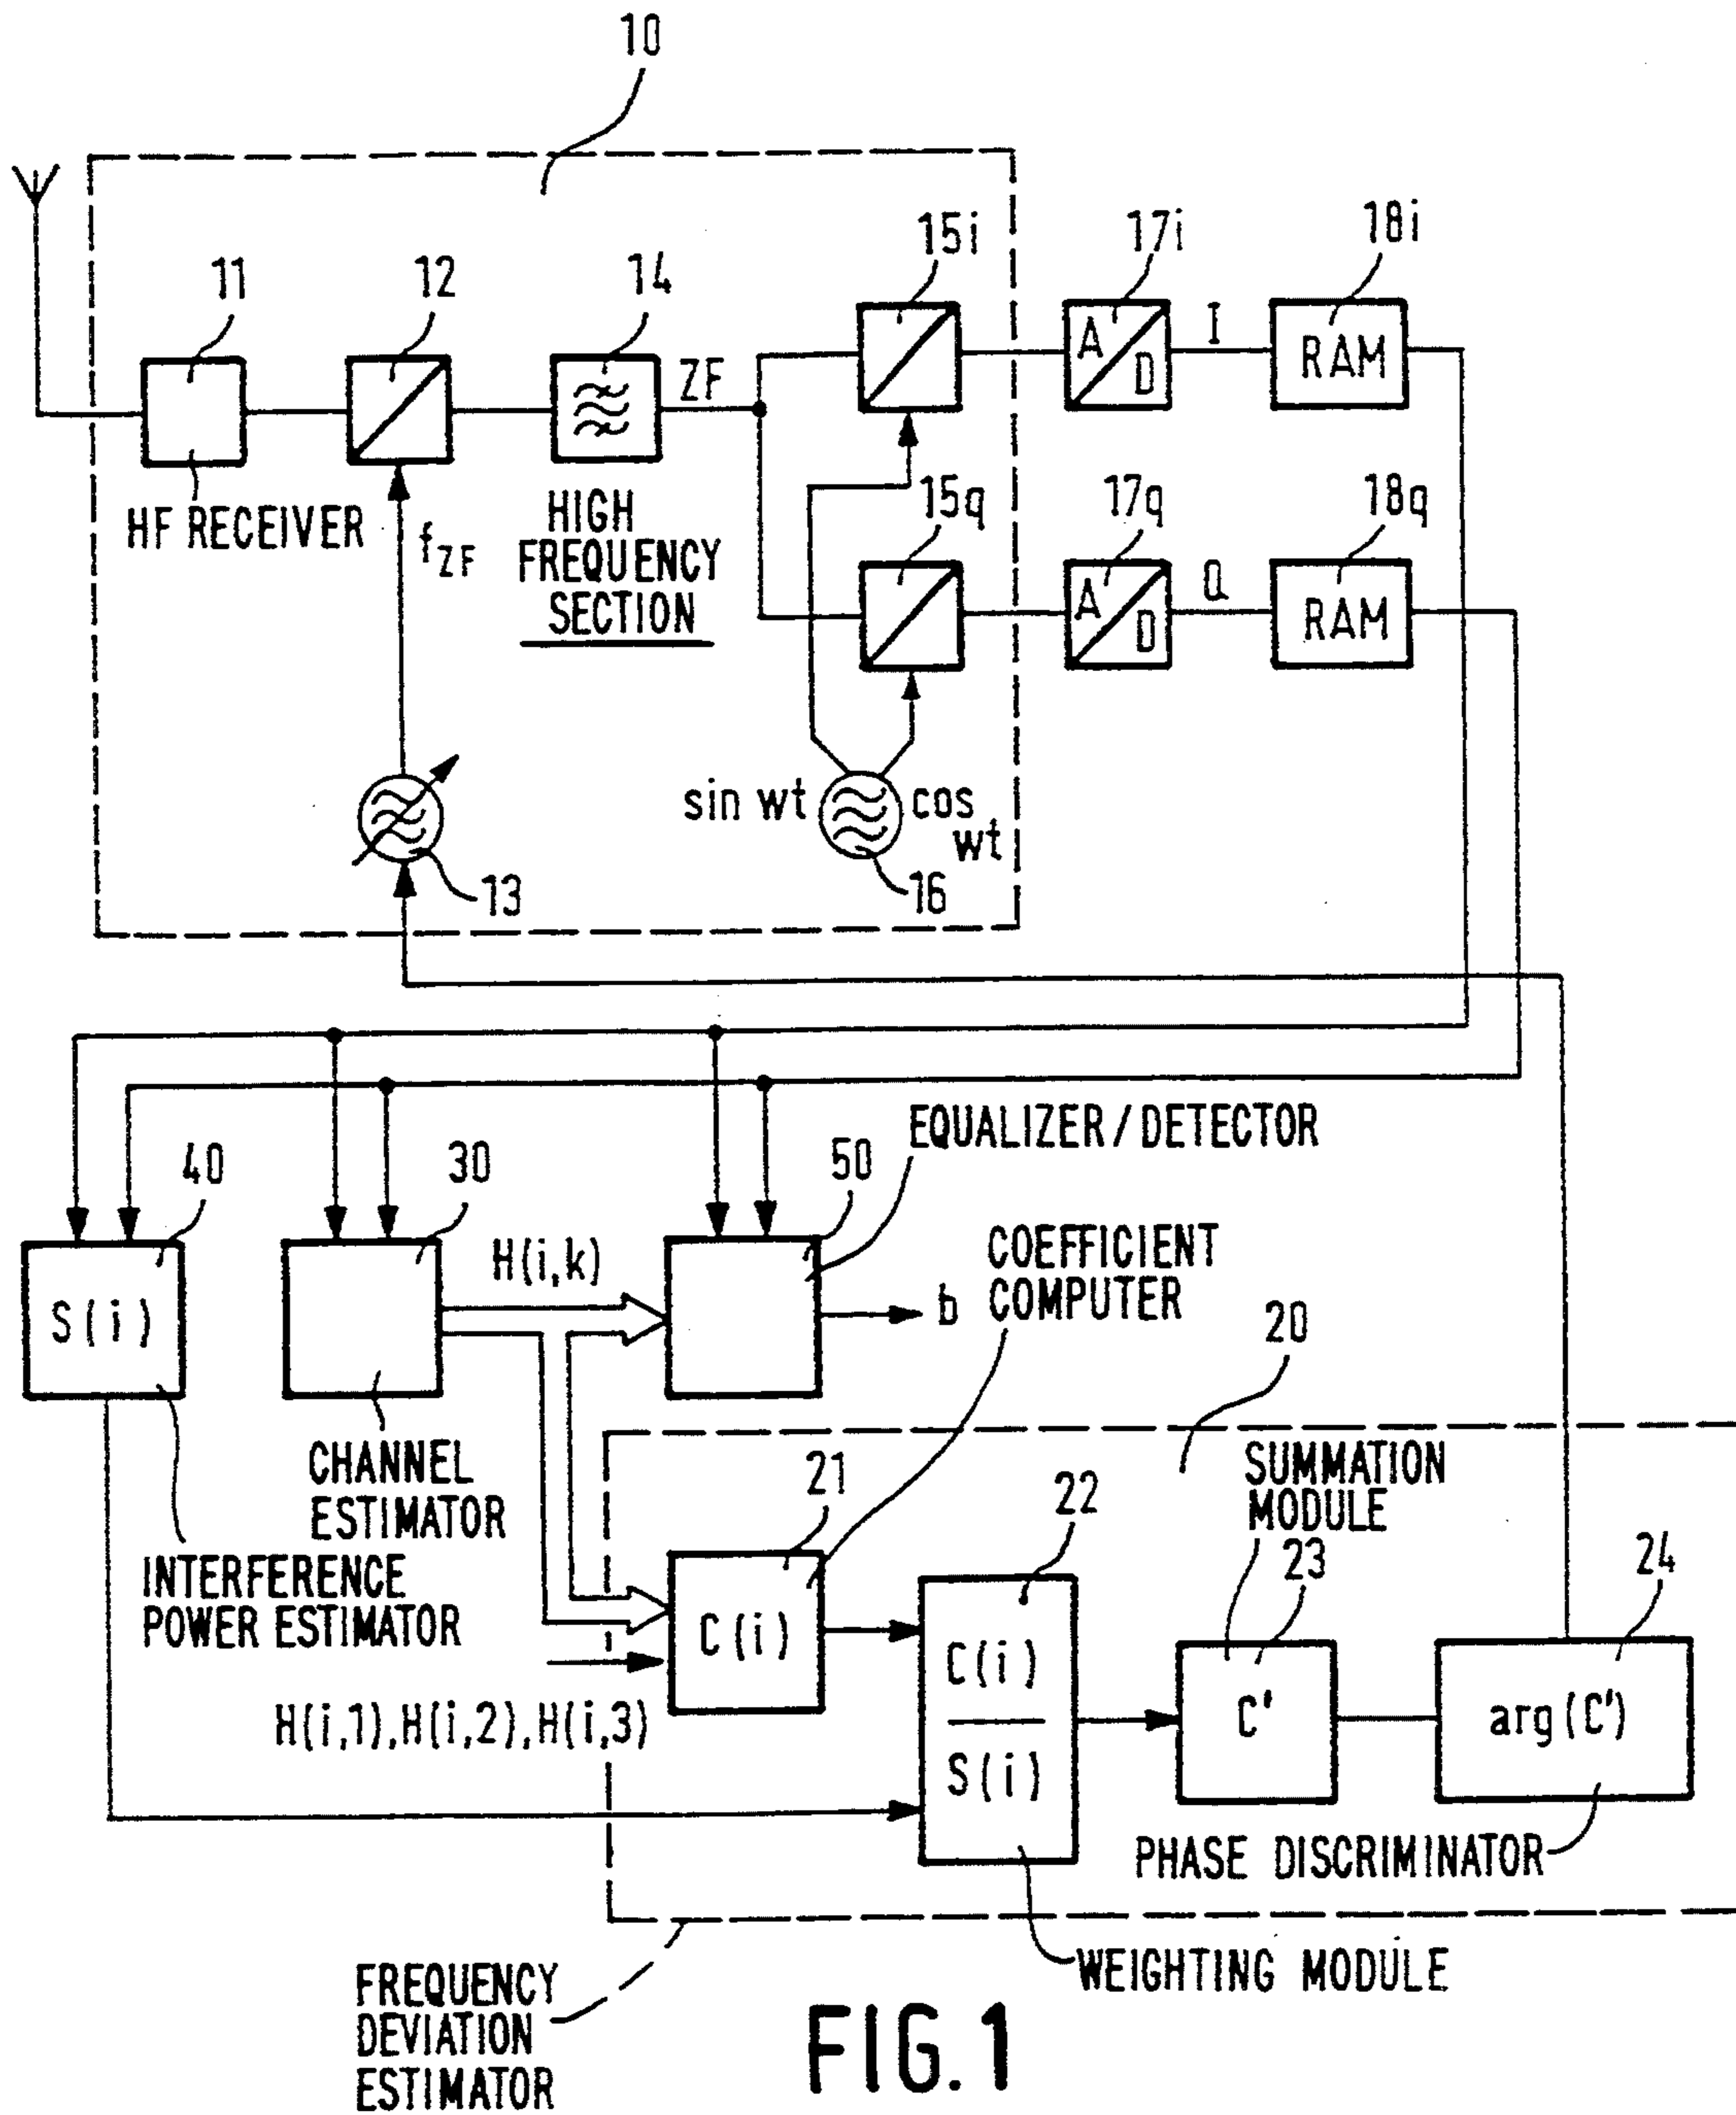 10
15i
17i
18i
11
12
14
ZF
A
D
I
RAM
HF RECEIVER
f ZF
HIGH
FREQUENCY
SECTION
15q
17q
18q
A
D
Q
RAM
sin wt
cos
wt
13
16
EQUALIZER/DETECTOR
40
30
50
S(i)
H(i,k)
b
COEFFICIENT
COMPUTER
20
CHANNEL
ESTIMATOR
INTERFERENCE
POWER ESTIMATOR
21
22
SUMMATION
MODULE
23
24
C(i)
C(i)
S(i)
C'
arg(C')
H(i,1),H(i,2),H(i,3)
PHASE DISCRIMINATOR
WEIGHTING MODULE
FREQUENCY
DEVIATION
ESTIMATOR
FIG.1